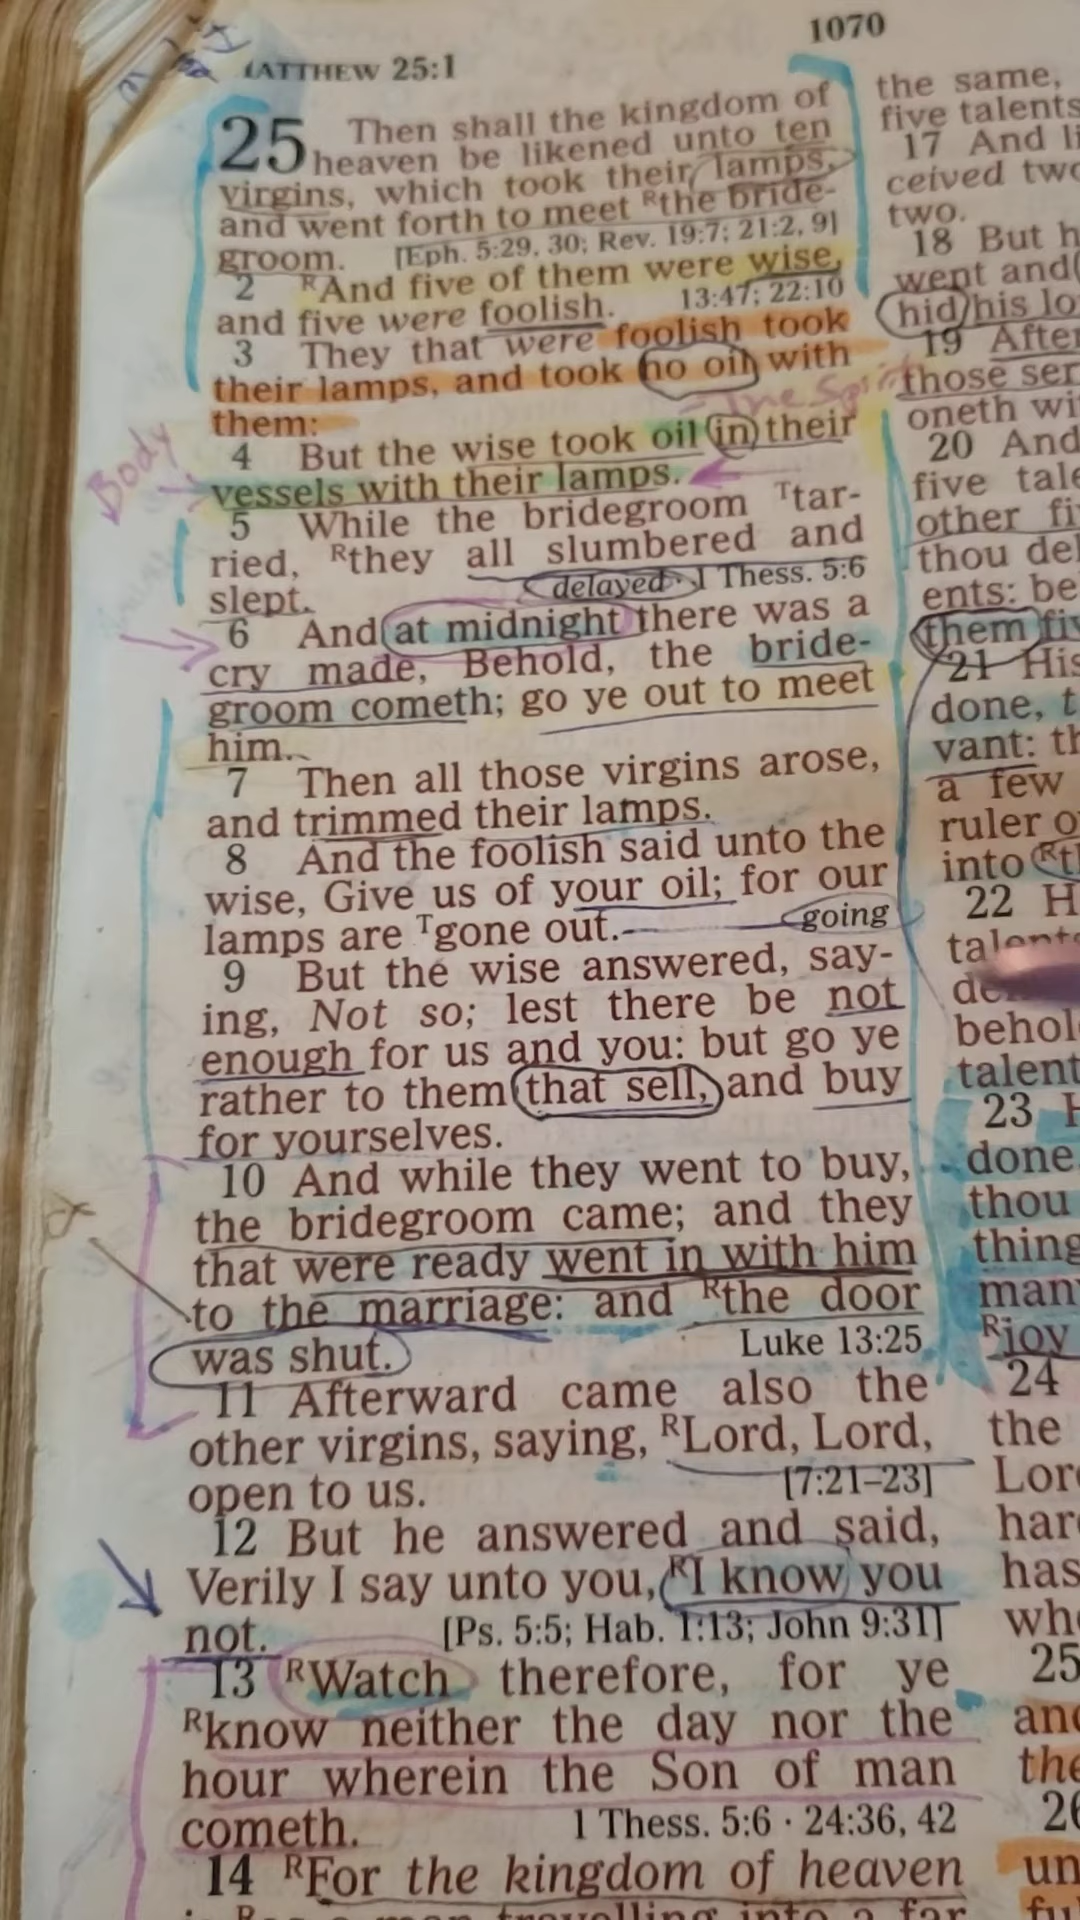 1070
ATTHEW 25:1
25 Then shall the kingdom of
heaven be likened unto ten
virgins, which took their lamps,
and went forth to meet Rthe bride-
groom. [Eph. 5:29, 30; Rev. 19:7; 21:2, 9]
2 RAnd five of them were wise,
and five were foolish. 13:47; 22:10
3 They that were foolish took
their lamps, and took no oil with
them:
The
4 But the wise took oil in their
Body
vessels with their lamps.
5 While the bridegroom Ttar-
ried, Rthey all slumbered and
slept. delayed · 1 Thess. 5:6
6 And at midnight there was a
cry made, Behold, the bride-
groom cometh; go ye out to meet
him.
7 Then all those virgins arose,
and trimmed their lamps.
8 And the foolish said unto the
wise, Give us of your oil; for our
lamps are Tgone out. going
9 But the wise answered, say-
ing, Not so; lest there be not
enough for us and you: but go ye
rather to them that sell, and buy
for yourselves.
10 And while they went to buy,
the bridegroom came; and they
that were ready went in with him
to the marriage: and Rthe door
was shut. Luke 13:25
11 Afterward came also the
other virgins, saying, RLord, Lord,
open to us. [7:21–23]
12 But he answered and said,
Verily I say unto you, RI know you
not. [Ps. 5:5; Hab. 1:13; John 9:31]
13 RWatch therefore, for ye
Rknow neither the day nor the
hour wherein the Son of man
cometh. 1 Thess. 5:6 · 24:36, 42
14 RFor the kingdom of heaven
a man travelling into a far
the same,
five talents
17 And
ceived
two.
18 But
went and
hid his
19 After
those
oneth
20 And
five
other
thou
ents:
them
21 His
done,
vant:
a few
ruler
into
22
behol
talent
23
done
thou
thing
man
Rjoy
24
the
has
25
26